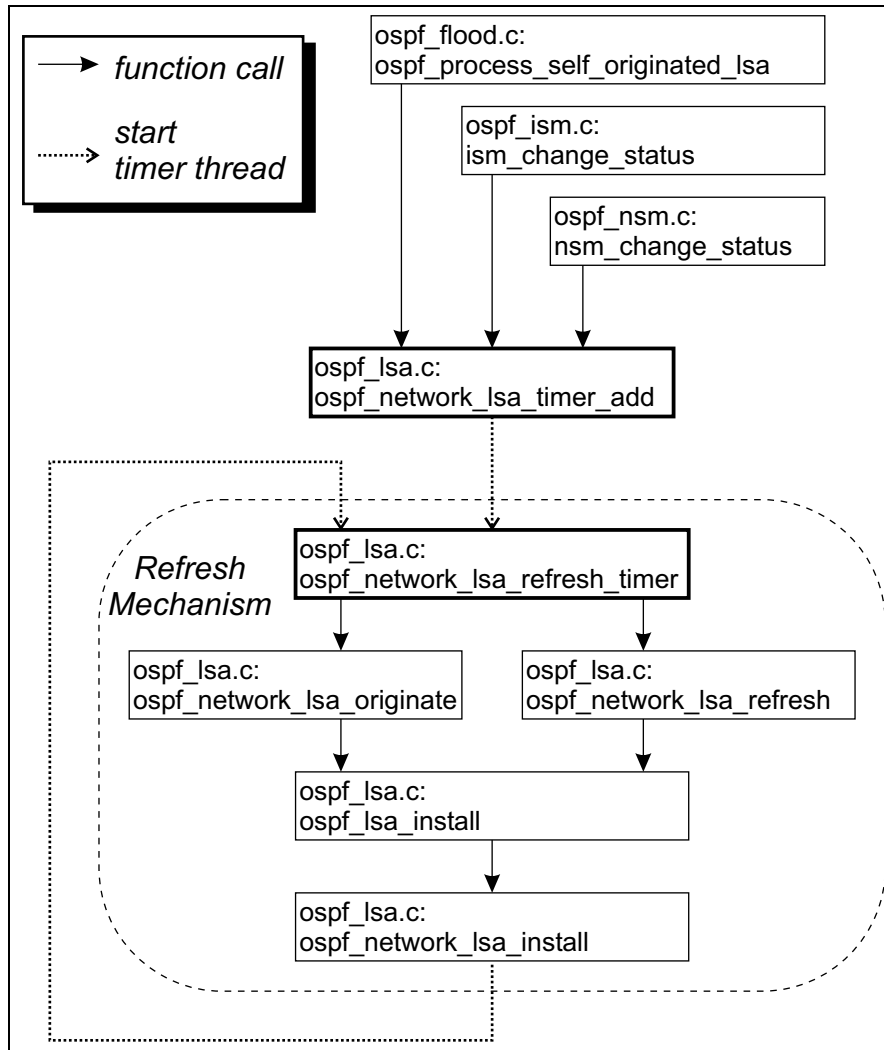 function call
start
timer thread
ospf_flood.c:
ospf_process_self_originated_lsa
ospf_ism.c:
ism_change_status
ospf_nsm.c:
nsm_change_status
ospf_lsa.c:
ospf_network_lsa_timer_add
Refresh
Mechanism
ospf_lsa.c:
ospf_network_lsa_refresh_timer
ospf_lsa.c:
ospf_network_lsa_originate
ospf_lsa.c:
ospf_network_lsa_refresh
ospf_lsa.c:
ospf_lsa_install
ospf_lsa.c:
ospf_network_lsa_install